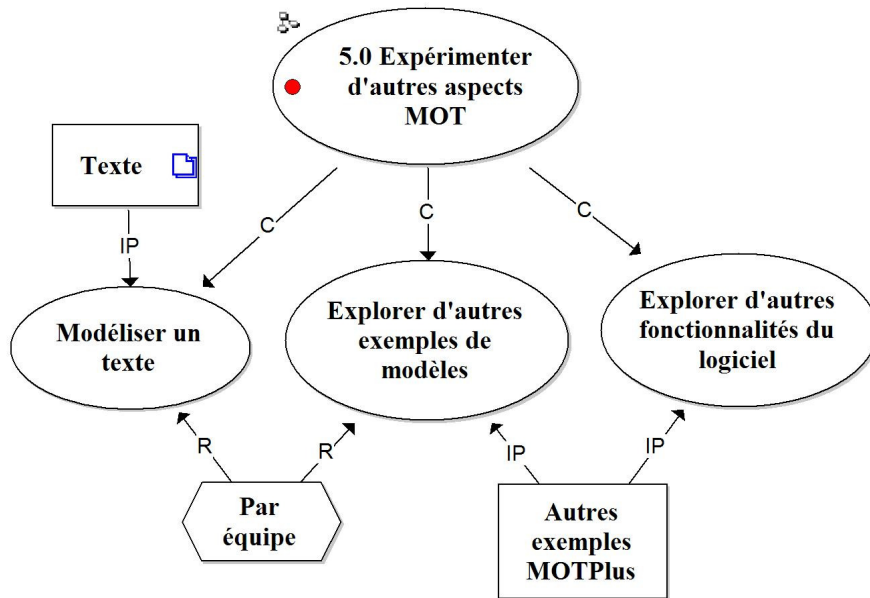 5.0 Expérimenter
d'autres aspects
MOT
Texte
C
C
C
IP
Modéliser un
texte
Explorer d'autres
exemples de
modèles
Explorer d'autres
fonctionnalités du
logiciel
R
R
IP
IP
Par
équipe
Autres
exemples
MOTPlus